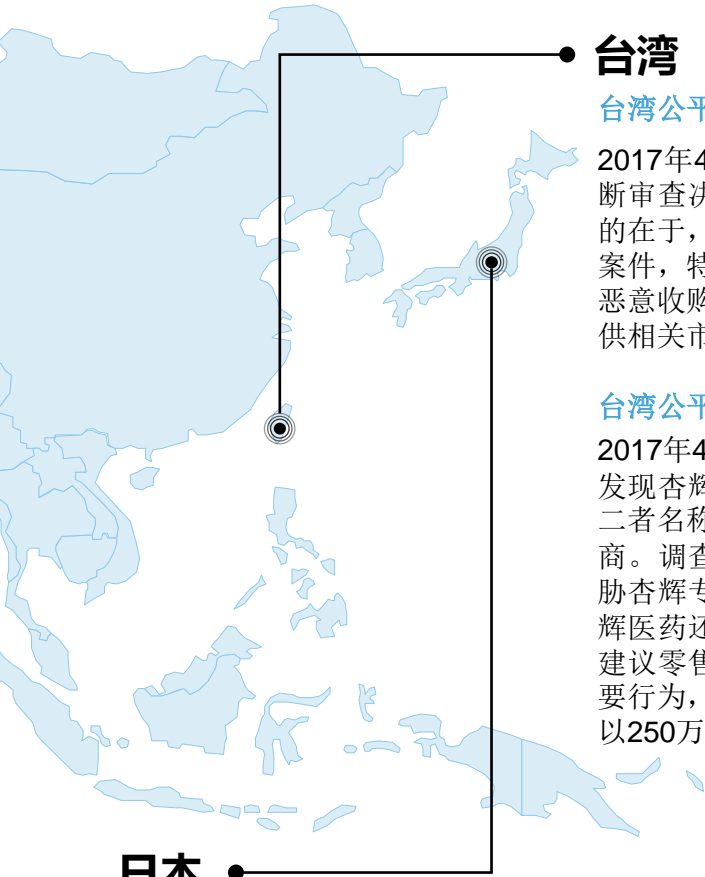 台湾
台湾公平
2017年4
断审查决
的在于，
案件，特
恶意收购
供相关市
台湾公平
2017年4
发现杏辉
二者名称
商。调查
胁杏辉专
辉医药还
建议零售
要行为，
以250万
日本